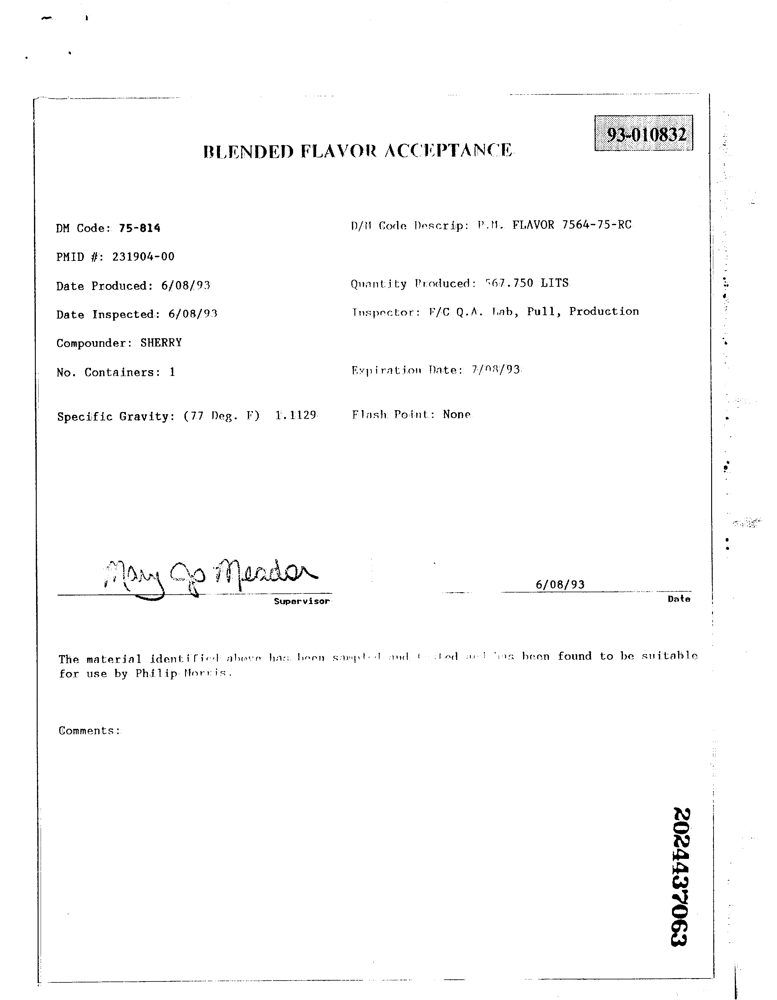 93-010832
BLENDED FLAVOR ACCEPTANCE
DM Code: 75-814 D/M Code Descrip: P.M. FLAVOR 7564-75-RC
PMID #: 231904-00
Date Produced: 6/08/93 Quantity Produced: 567.750 LITS
Date Inspected: 6/08/93 Inspector: F/C Q.A. Lab, Pull, Production
Compounder: SHERRY
No. Containers: 1 Expiration Date: 7/08/93
Specific Gravity: (77 Deg. F) 1.1129 Flash Point: None
Mary Jo Meador 6/08/93
Supervisor Date
The material identified above has been sampled and tested and has been found to be suitable
for use by Philip Morris.
Comments:
2024437063